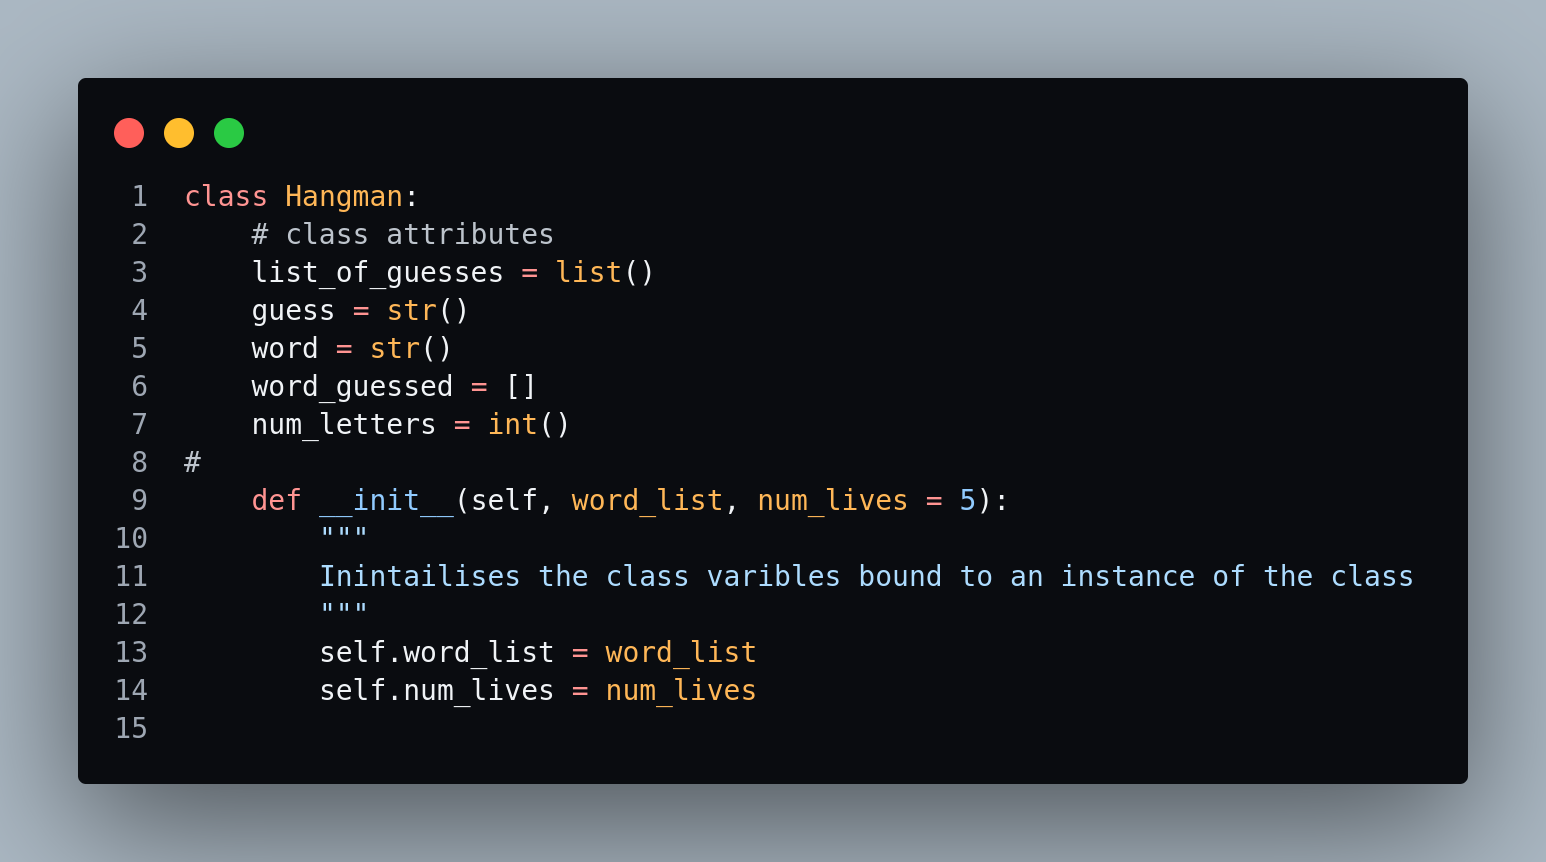 1 class Hangman:
2     # class attributes
3     list_of_guesses = list()
4     guess = str()
5     word = str()
6     word_guessed = []
7     num_letters = int()
8 #
9     def __init__(self, word_list, num_lives = 5):
10         """
11         Inintailises the class varibles bound to an instance of the class
12         """
13         self.word_list = word_list
14         self.num_lives = num_lives
15